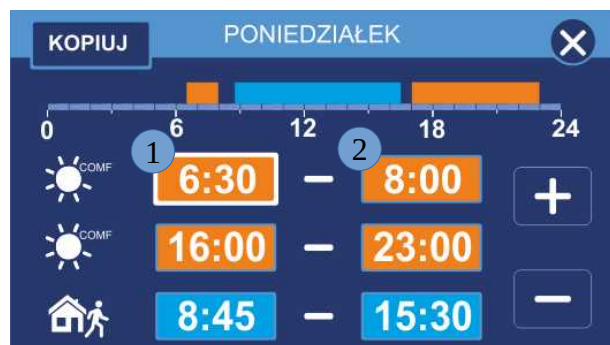 KOPIUJ PONIEDZIAŁEK X
0 6 12 18 24
1 2
COMF 6:30 – 8:00 +
COMF 16:00 – 23:00
8:45 – 15:30 –